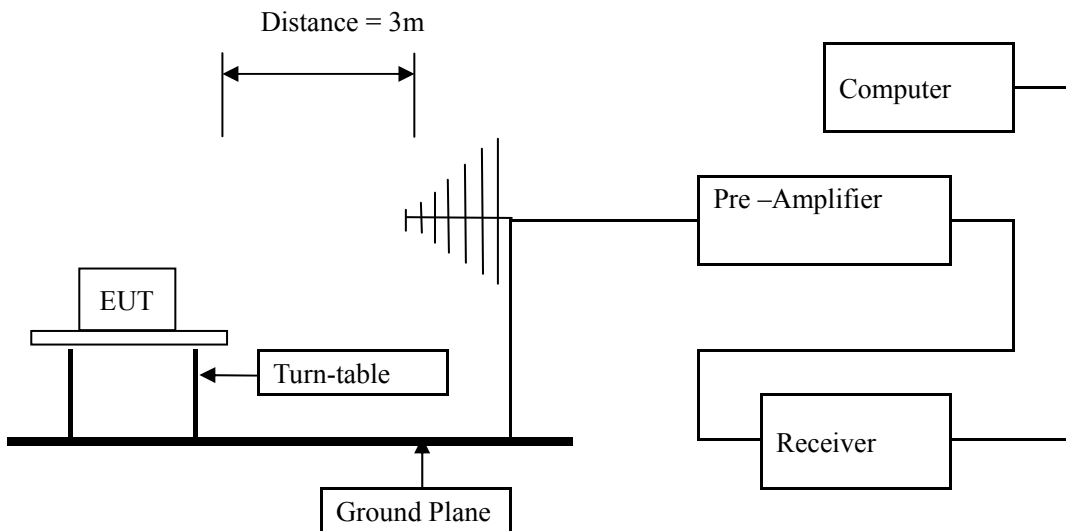 Distance = 3m
Computer
Pre –Amplifier
EUT
Turn-table
Receiver
Ground Plane